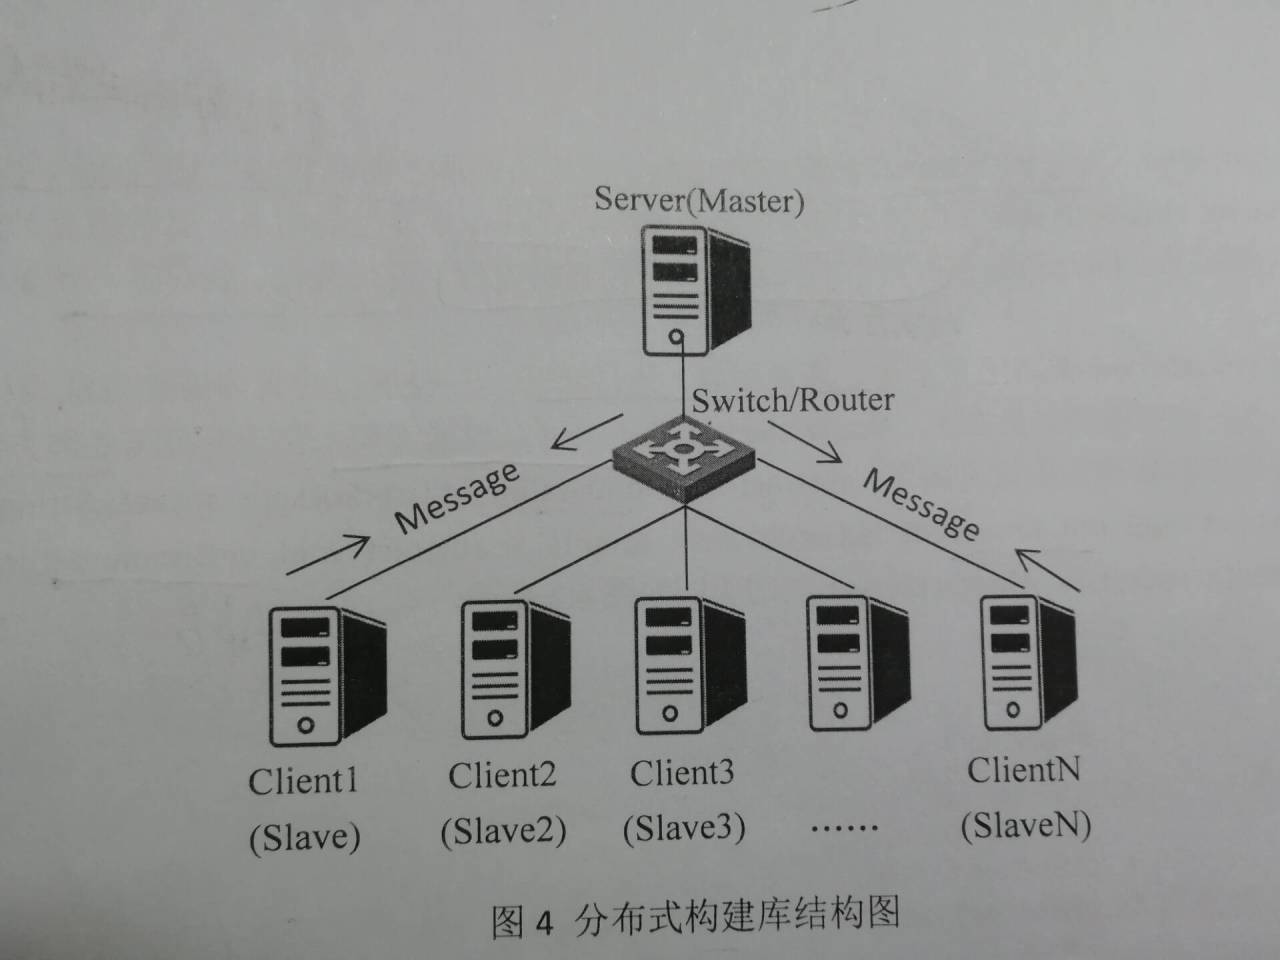 Server(Master)
Switch/Router
Message
Message
Client1 Client2 Client3 ClientN
(Slave) (Slave2) (Slave3) …… (SlaveN)
图 4 分布式构建库结构图